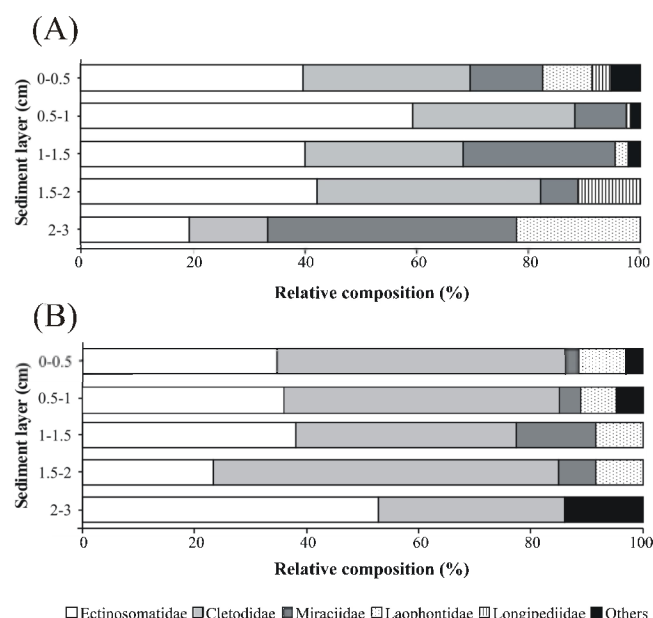 (A)
Sediment layer (cm)
0-0.5
0.5-1
1-1.5
1.5-2
2-3
0 20 40 60 80 100
Relative composition (%)
(B)
Sediment layer (cm)
0-0.5
0.5-1
1-1.5
1.5-2
2-3
0 20 40 60 80 100
Relative composition (%)
Ectinosomatidae Cletodidae Miraciidae Laophontidae Longipediidae Others